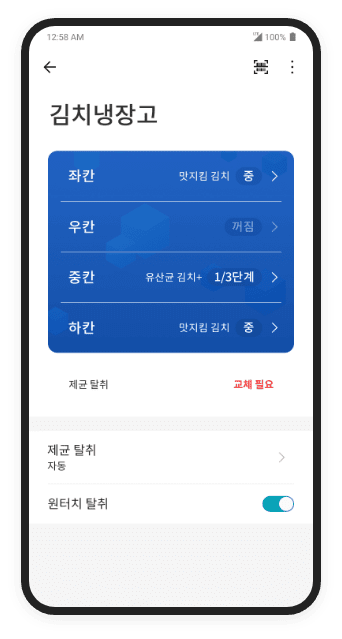 12:58 AM 100%
김치냉장고
좌칸 맛지킴 김치 중
우칸 꺼짐
중칸 유산균 김치+ 1/3단계
하칸 맛지킴 김치 중
제균 탈취 교체 필요
제균 탈취
자동
원터치 탈취